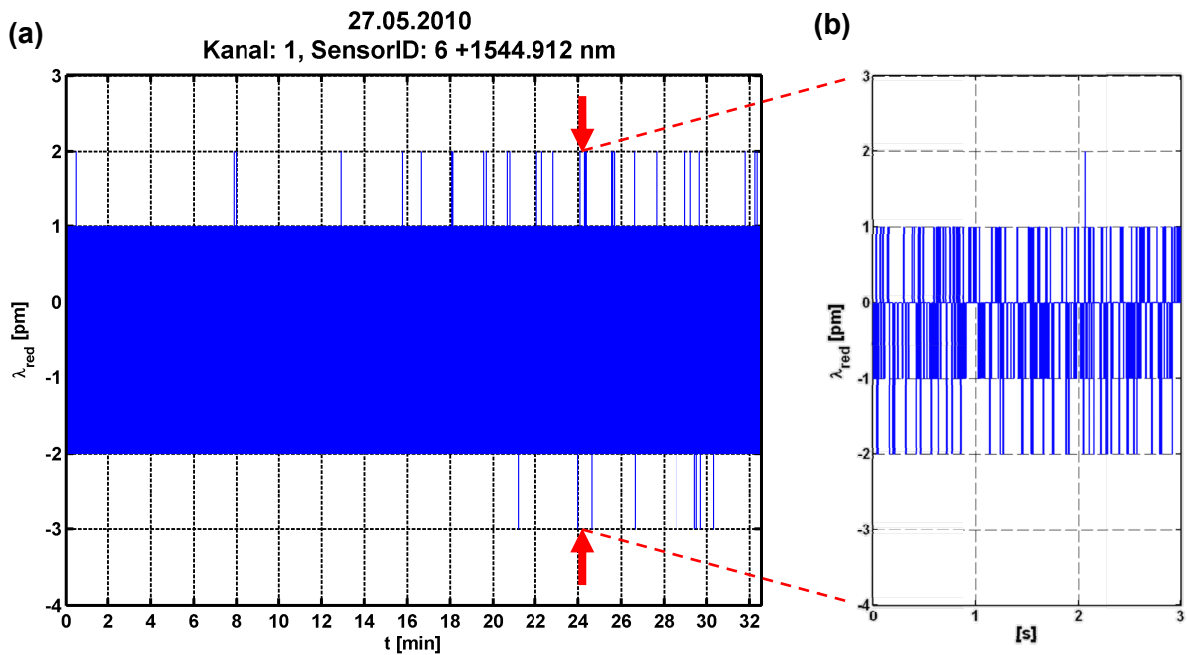 (a)
27.05.2010
Kanal: 1, SensorID: 6 +1544.912 nm
3
2
1
0
-1
-2
-3
-4
λred [pm]
0 2 4 6 8 10 12 14 16 18 20 22 24 26 28 30 32
t [min]
(b)
3
2
1
0
-1
-2
-3
-4
λred [pm]
0 1 2 3
[s]